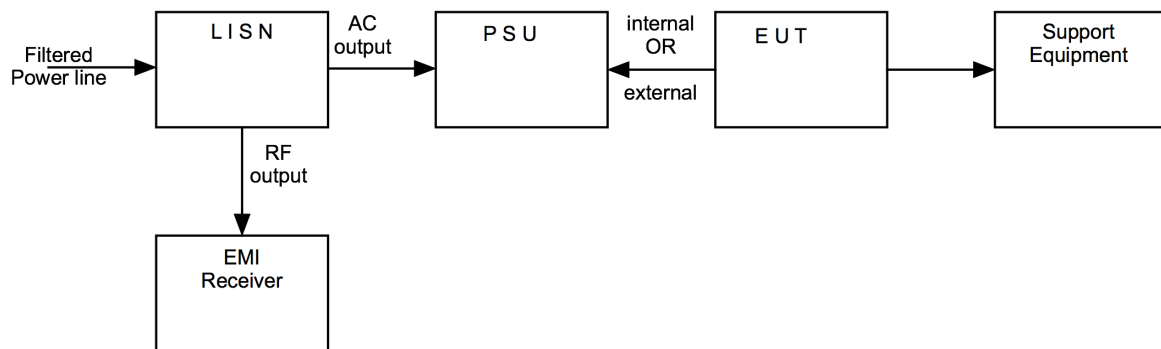 Filtered
Power line
L I S N
AC
output
P S U
internal
OR
external
E U T
Support
Equipment
RF
output
EMI
Receiver